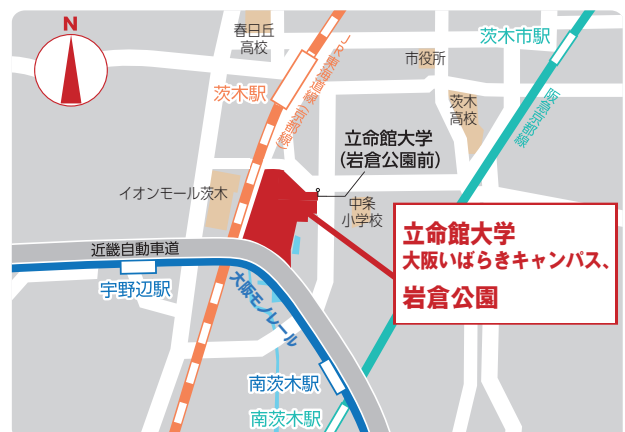 N
春日丘
高校
茨木市駅
市役所
JR東海道線(京都線)
茨木駅
阪急京都線
茨木
高校
立命館大学
(岩倉公園前)
イオンモール茨木
中条
小学校
立命館大学
大阪いばらきキャンパス、
岩倉公園
近畿自動車道
宇野辺駅
大阪モノレール
南茨木駅
南茨木駅